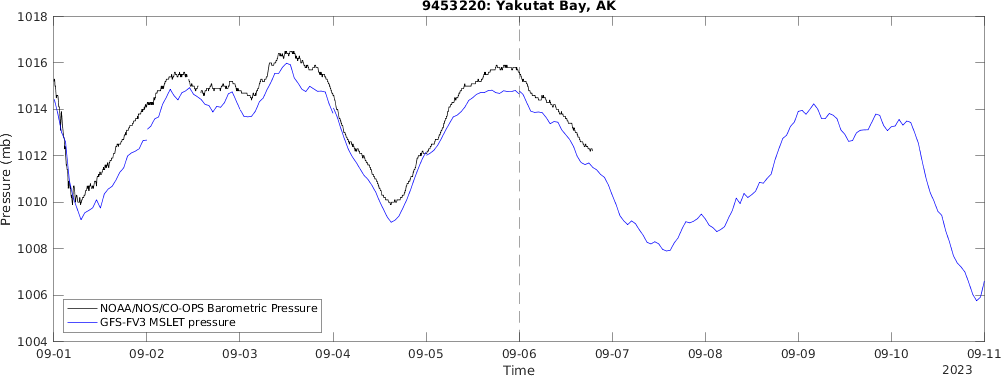 9453220: Yakutat Bay, AK
1018
1016
1014
1012
1010
1008
1006
1004
Pressure (mb)
NOAA/NOS/CO-OPS Barometric Pressure
GFS-FV3 MSLET pressure
09-01 09-02 09-03 09-04 09-05 09-06 09-07 09-08 09-09 09-10 09-11
Time
2023